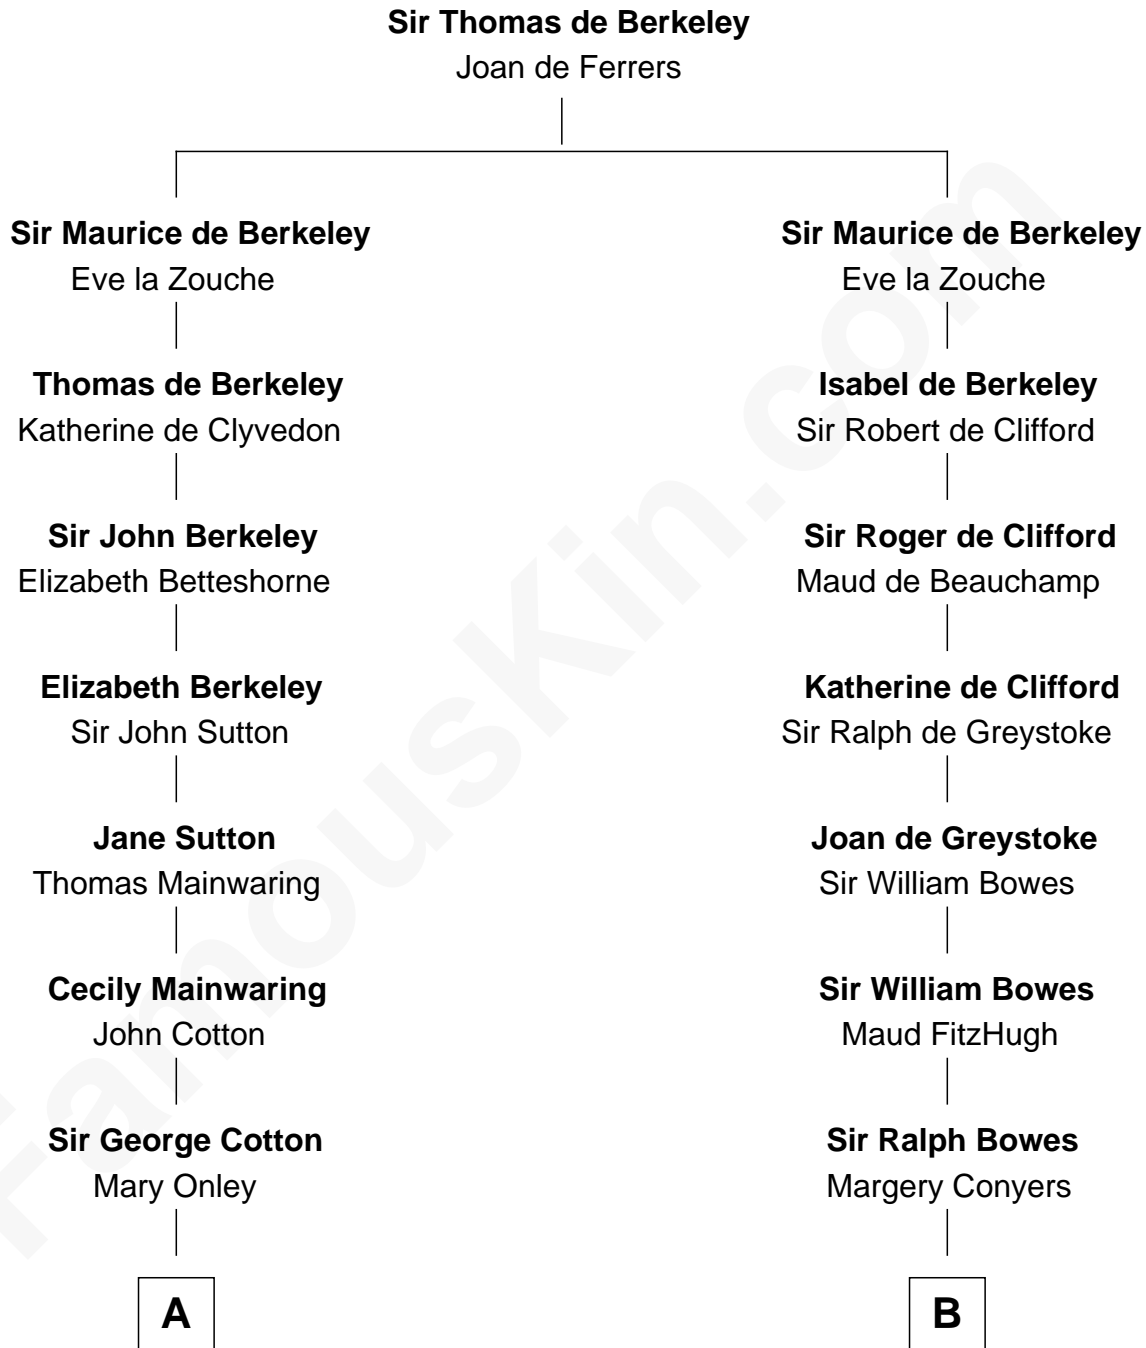 Sir Thomas de Berkeley
Joan de Ferrers
Sir Maurice de Berkeley
Eve la Zouche
Thomas de Berkeley
Katherine de Clyvedon
Sir John Berkeley
Elizabeth Betteshorne
Elizabeth Berkeley
Sir John Sutton
Jane Sutton
Thomas Mainwaring
Cecily Mainwaring
John Cotton
Sir George Cotton
Mary Onley
A
Sir Maurice de Berkeley
Eve la Zouche
Isabel de Berkeley
Sir Robert de Clifford
Sir Roger de Clifford
Maud de Beauchamp
Katherine de Clifford
Sir Ralph de Greystoke
Joan de Greystoke
Sir William Bowes
Sir William Bowes
Maud FitzHugh
Sir Ralph Bowes
Margery Conyers
B
FamousKin.com